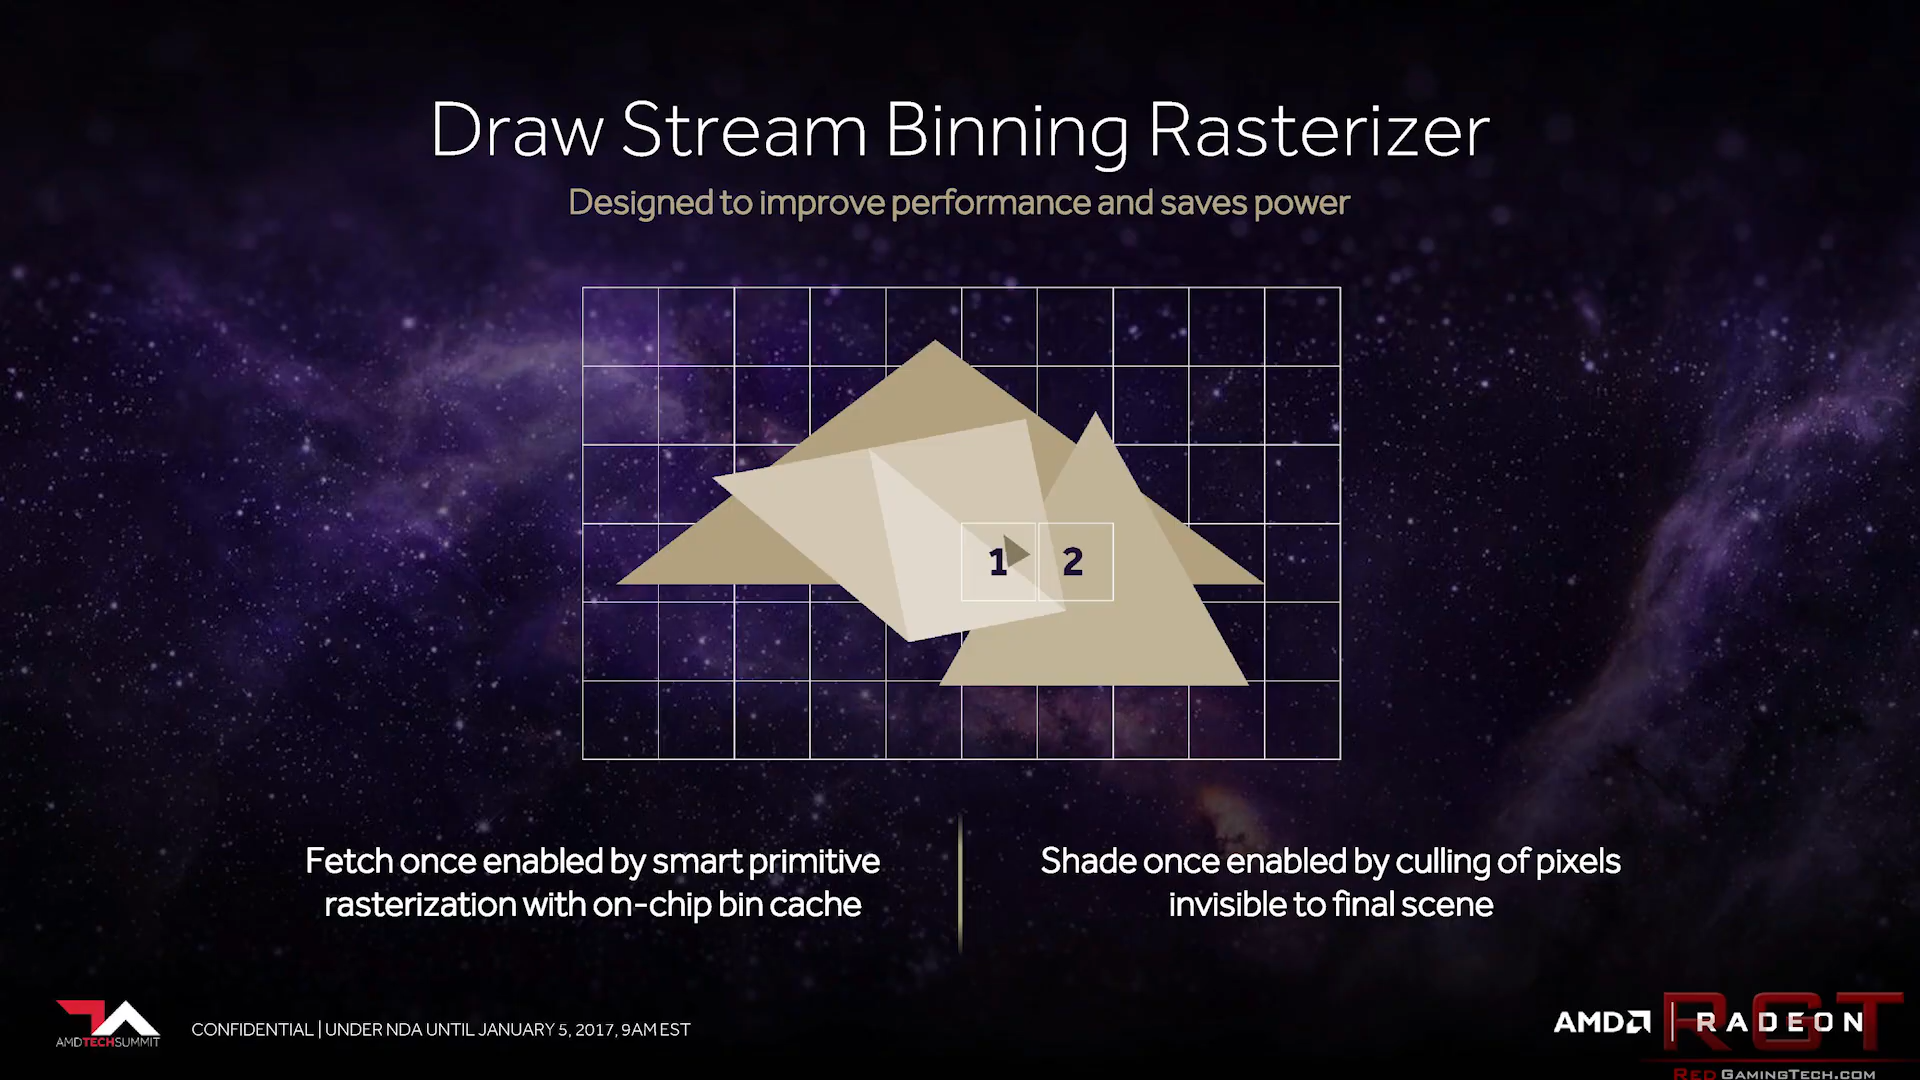 Draw Stream Binning Rasterizer
Designed to improve performance and saves power
1 2
Fetch once enabled by smart primitive
rasterization with on-chip bin cache
Shade once enabled by culling of pixels
invisible to final scene
AMDTECHSUMMIT
CONFIDENTIAL | UNDER NDA UNTIL JANUARY 5, 2017, 9AM EST
AMD | RADEON
RGT
REDGAMINGTECH.COM